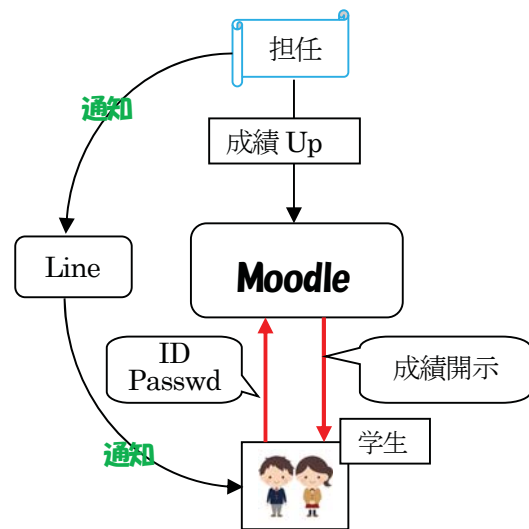 担任
通知
成績 Up
Line
Moodle
ID
Passwd
成績開示
通知
学生